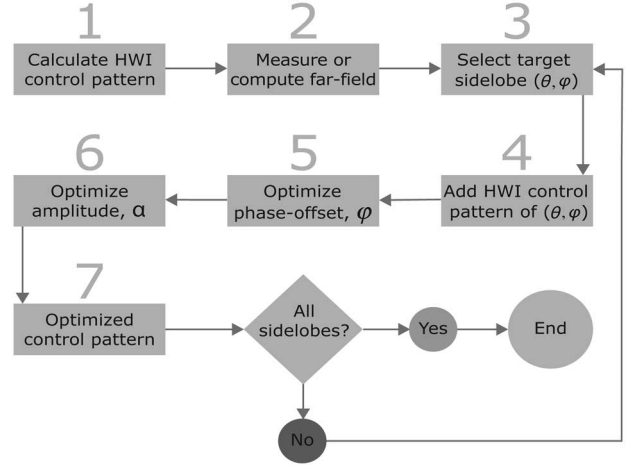 1
Calculate HWI
control pattern
2
Measure or
compute far-field
3
Select target
sidelobe (θ,φ)
4
Add HWI control
pattern of (θ,φ)
5
Optimize
phase-offset, φ
6
Optimize
amplitude, α
7
Optimized
control pattern
All
sidelobes?
Yes
End
No